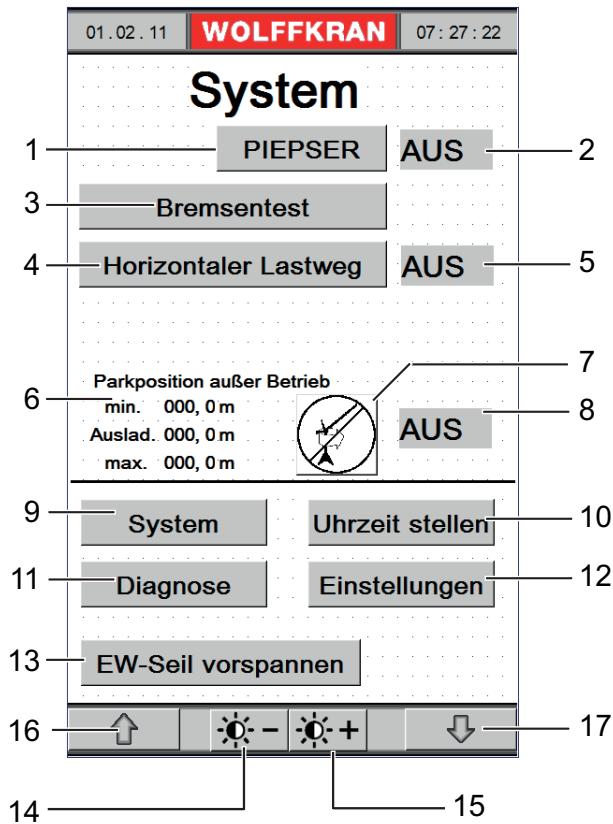 01.02.11 WOLFFKRAN 07:27:22
System
1 PIEPSER AUS 2
3 Bremsentest
4 Horizontaler Lastweg AUS 5
7
Parkposition außer Betrieb
6 min. 000, 0 m
8
Auslad. 000, 0 m AUS
max. 000, 0 m
9 System Uhrzeit stellen 10
11 Diagnose Einstellungen 12
13 EW-Seil vorspannen
16 - + 17
14 15